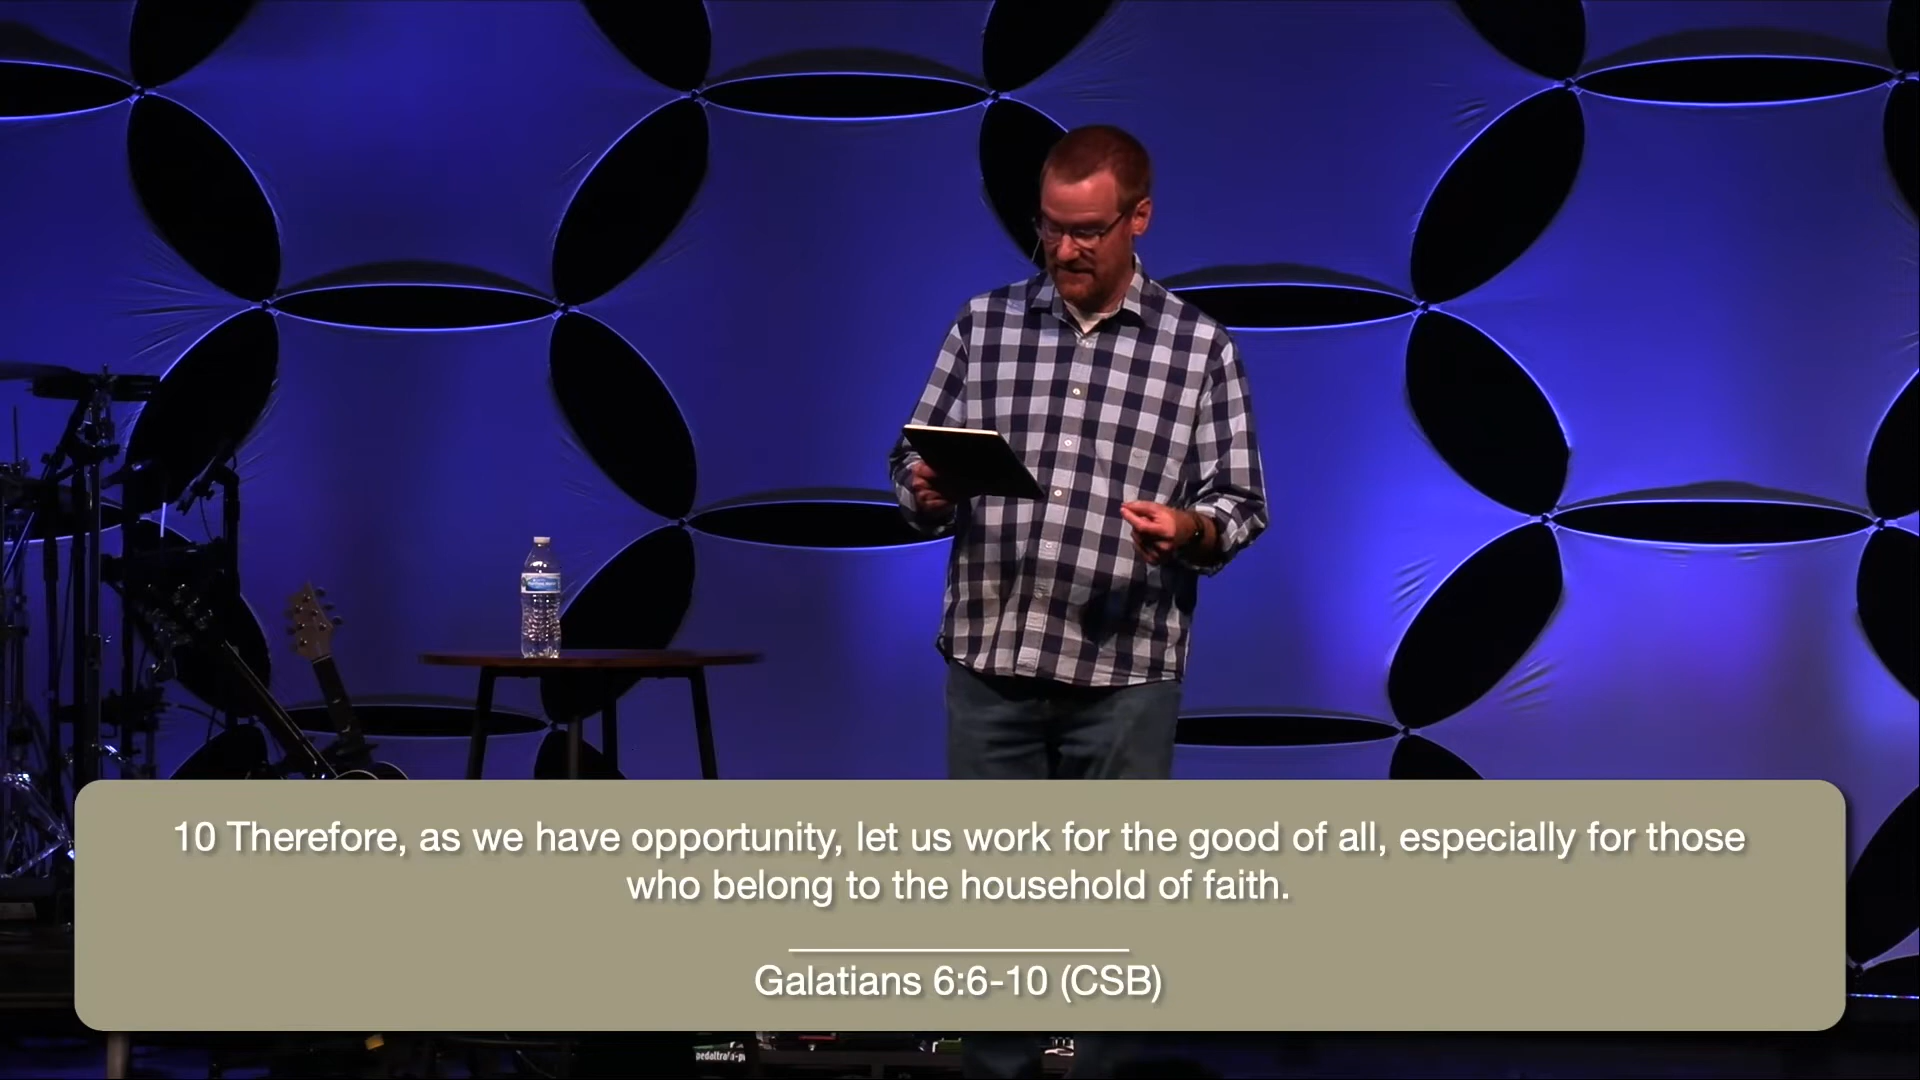 10 Therefore, as we have opportunity, let us work for the good of all, especially for those
who belong to the household of faith.
Galatians 6:6-10 (CSB)